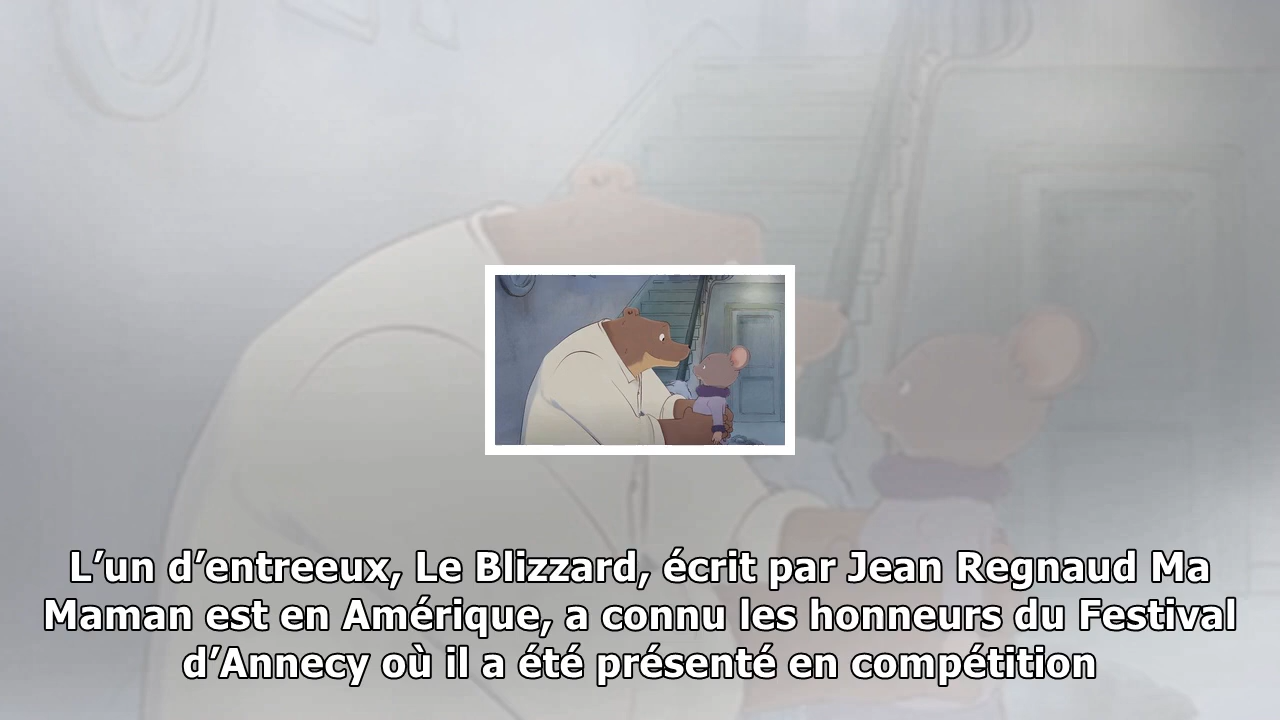 L’un d’entreeux, Le Blizzard, écrit par Jean Regnaud Ma
Maman est en Amérique, a connu les honneurs du Festival
d’Annecy où il a été présenté en compétition